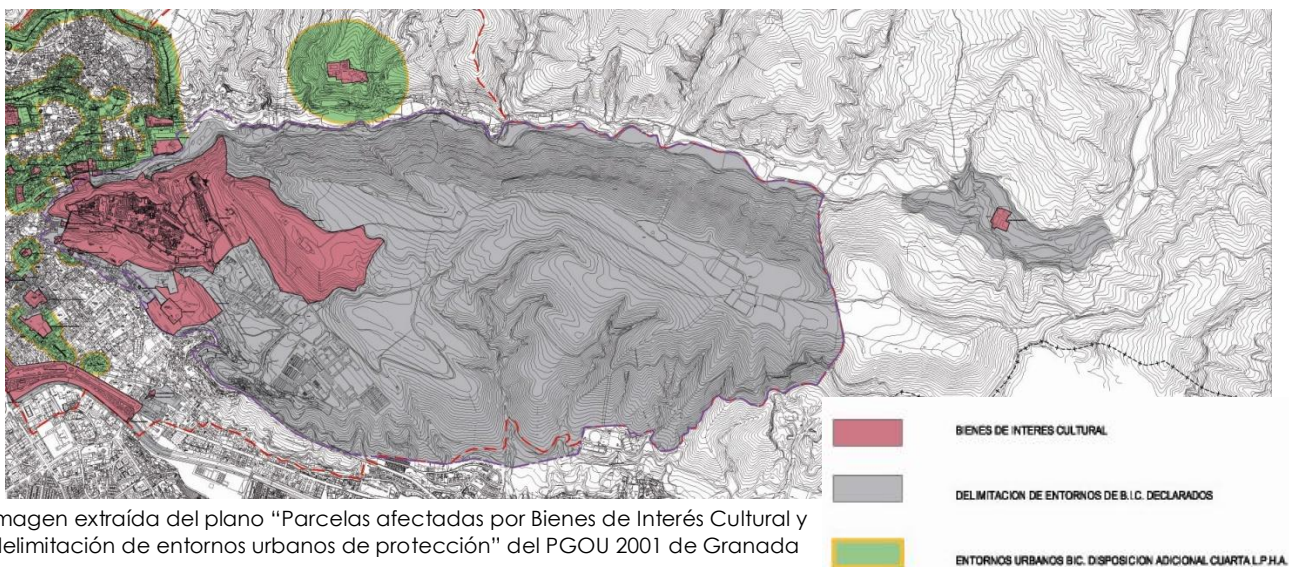 BIENES DE INTERES CULTURAL
DELIMITACION DE ENTORNOS DE B.I.C. DECLARADOS
ENTORNOS URBANOS BIC. DISPOSICION ADICIONAL CUARTA L.P.H.A.
magen extraída del plano “Parcelas afectadas por Bienes de Interés Cultural y
delimitación de entornos urbanos de protección” del PGOU 2001 de Granada